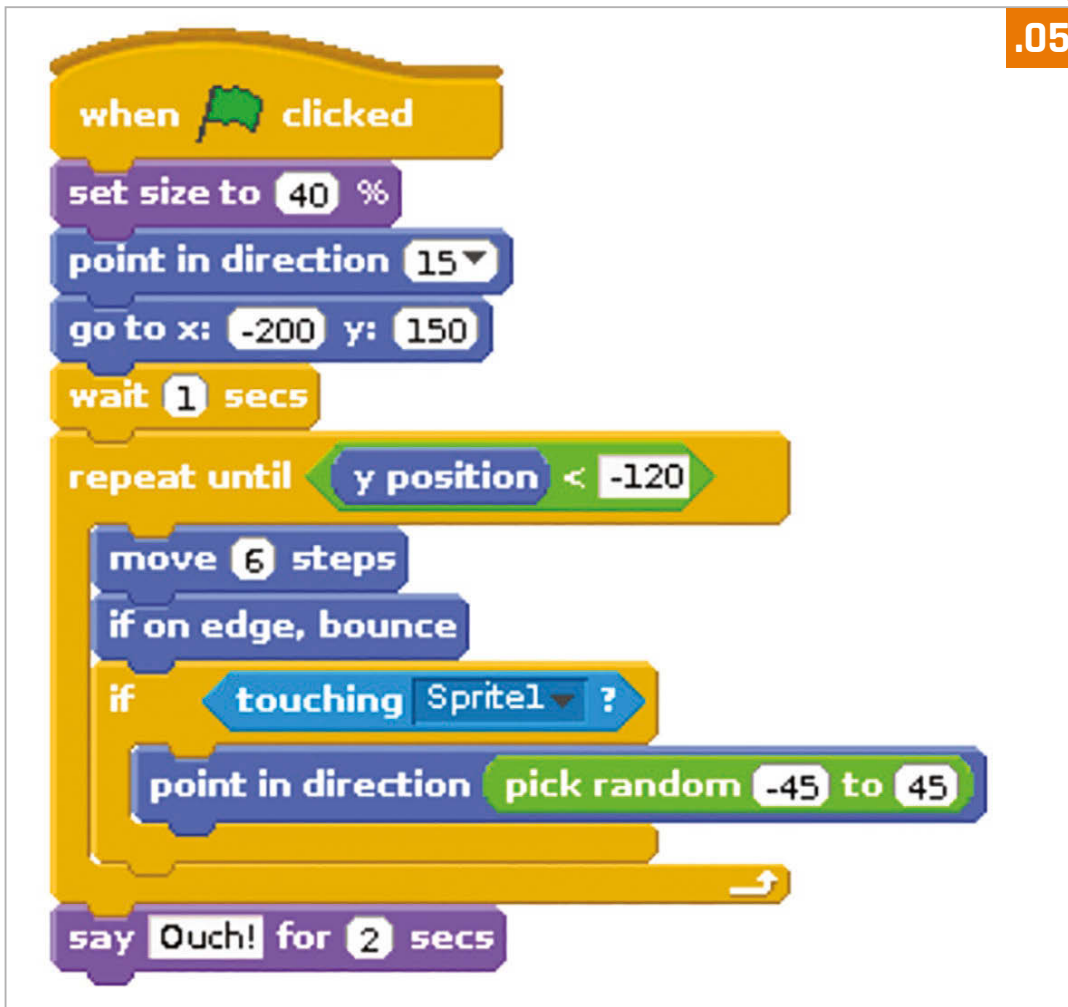 .05
when clicked
set size to 40 %
point in direction 15
go to x: -200 y: 150
wait 1 secs
repeat until y position < -120
move 6 steps
if on edge, bounce
if touching Sprite1 ?
point in direction pick random -45 to 45
say Ouch! for 2 secs